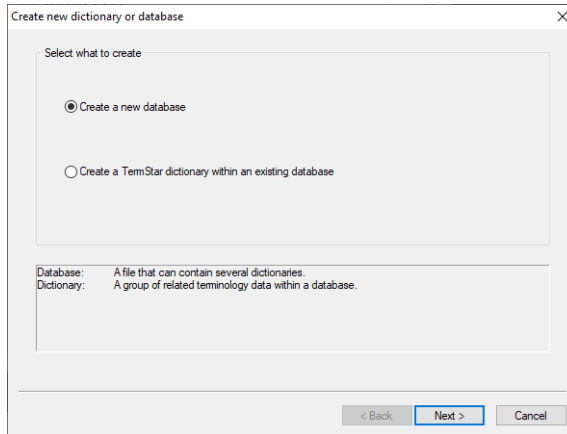 Create new dictionary or database
Select what to create
Create a new database
Create a TermStar dictionary within an existing database
Database: A file that can contain several dictionaries.
Dictionary: A group of related terminology data within a database.
< Back Next > Cancel